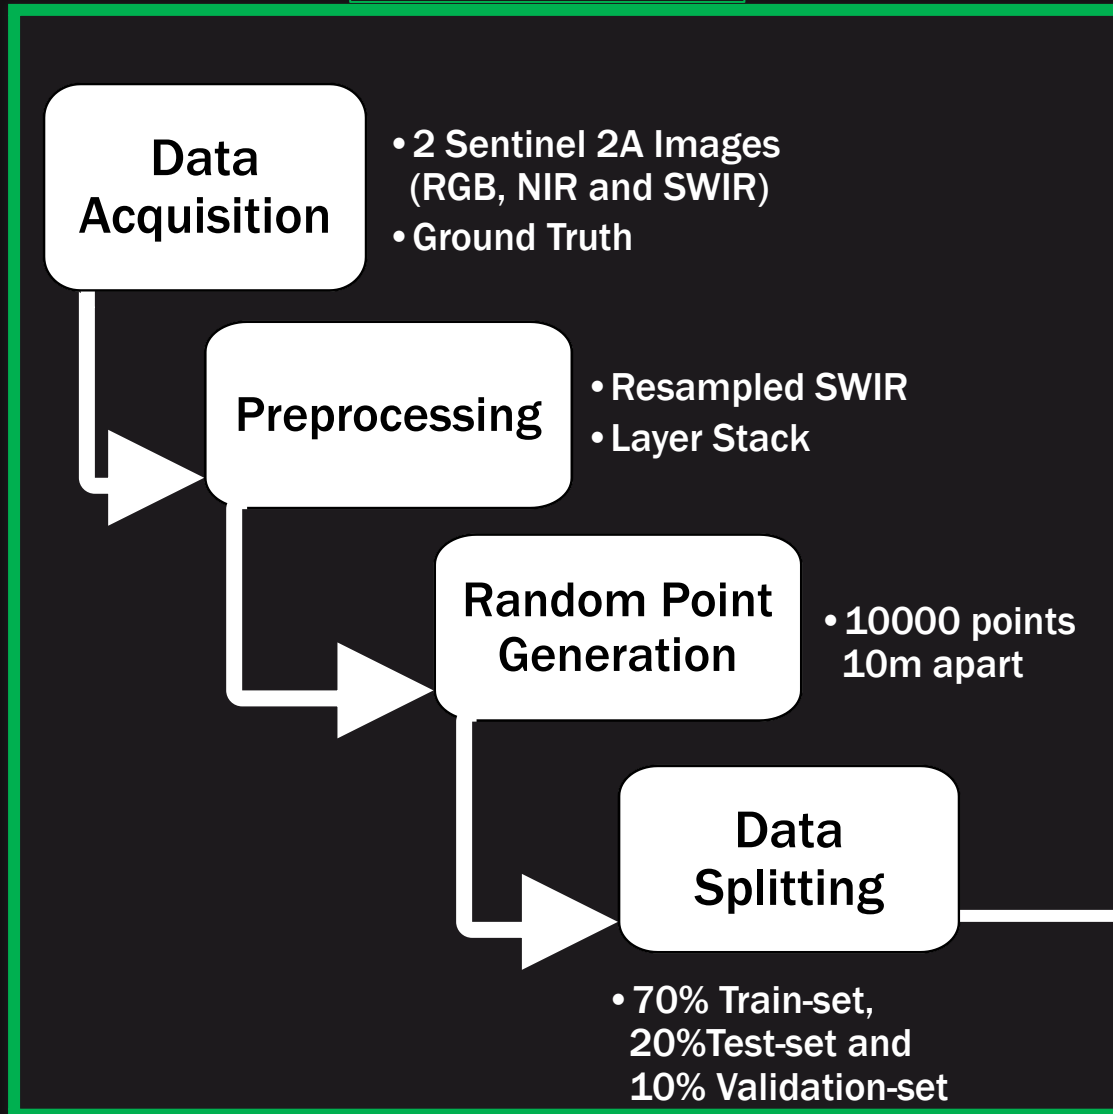 Data
Acquisition
•2 Sentinel 2A Images
(RGB, NIR and SWIR)
•Ground Truth
Preprocessing
•Resampled SWIR
•Layer Stack
Random Point
Generation
•10000 points
10m apart
Data
Splitting
•70% Train-set,
20%Test-set and
10% Validation-set